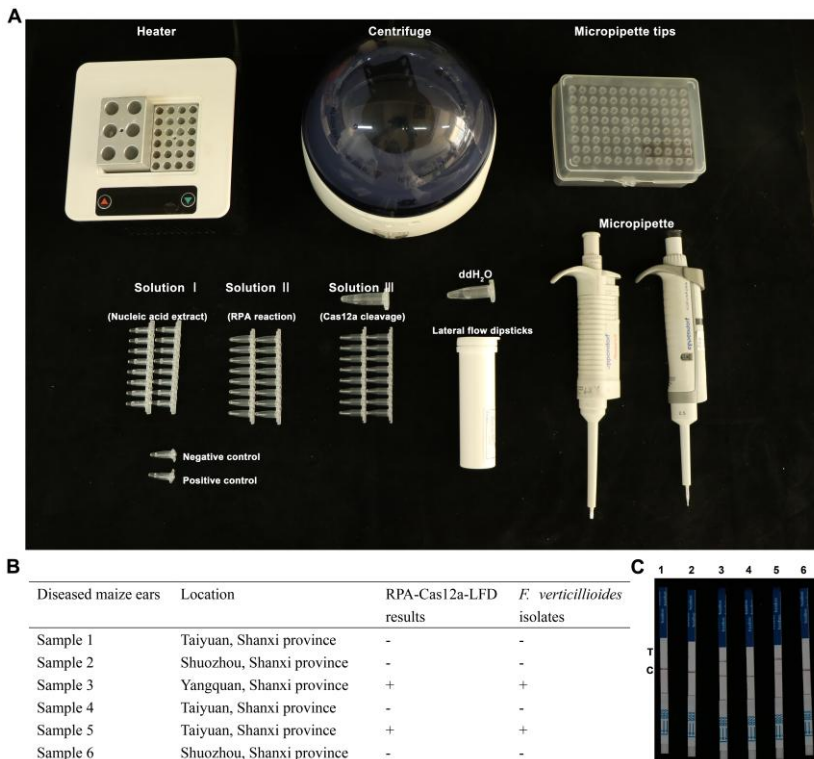 A
Heater
Centrifuge
Micropipette tips
Micropipette
Solution Ⅰ
Solution Ⅱ
Solution Ⅲ
ddH₂O
(Nucleic acid extract)
(RPA reaction)
(Cas12a cleavage)
Lateral flow dipsticks
Negative control
Positive control
B
Diseased maize ears Location RPA-Cas12a-LFD results F. verticillioides isolates
Sample 1 Taiyuan, Shanxi province - -
Sample 2 Shuozhou, Shanxi province - -
Sample 3 Yangquan, Shanxi province + +
Sample 4 Taiyuan, Shanxi province - -
Sample 5 Taiyuan, Shanxi province + +
Sample 6 Shuozhou, Shanxi province - -
C
1 2 3 4 5 6
T
C